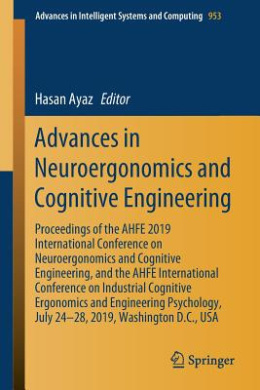 Advances in Intelligent Systems and Computing 953
Hasan Ayaz Editor
Advances in
Neuroergonomics and
Cognitive Engineering
Proceedings of the AHFE 2019
International Conference on
Neuroergonomics and Cognitive
Engineering, and the AHFE International
Conference on Industrial Cognitive
Ergonomics and Engineering Psychology,
July 24–28, 2019, Washington D.C., USA
Springer